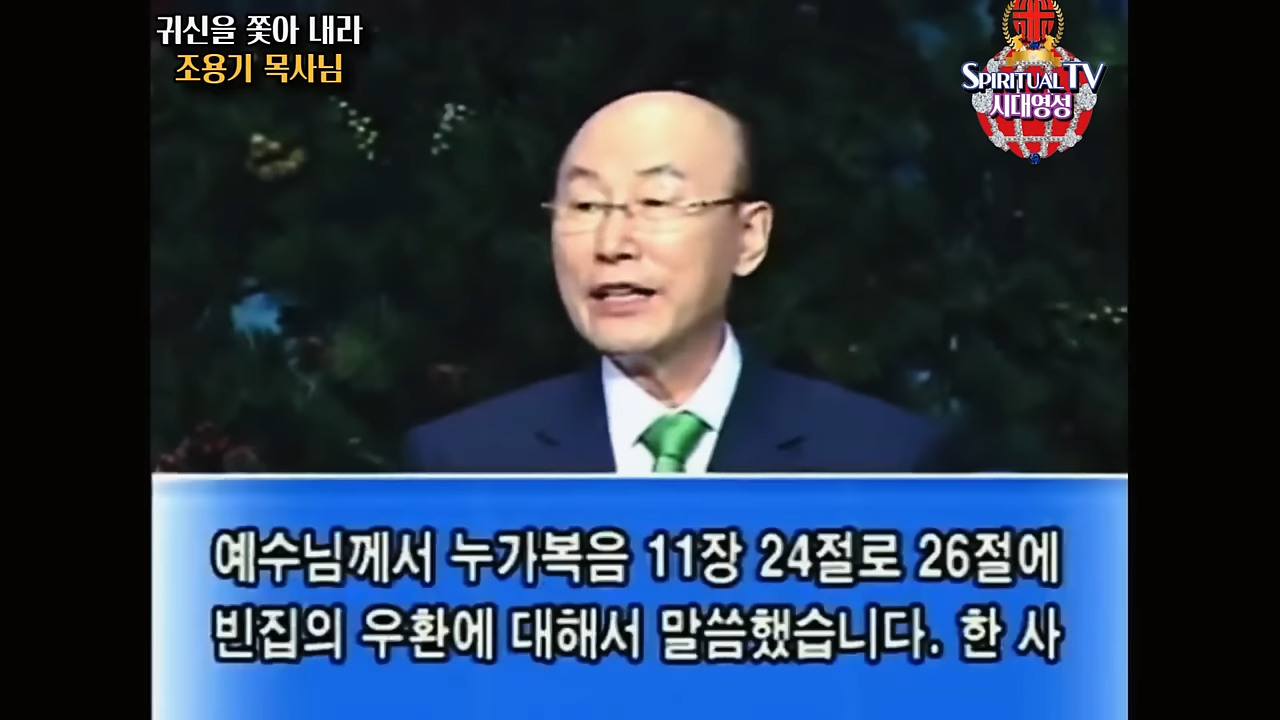 귀신을 쫓아 내라
조용기 목사님
SPIRITUAL TV
시대영성
예수님께서 누가복음 11장 24절로 26절에
빈집의 우환에 대해서 말씀했습니다. 한 사